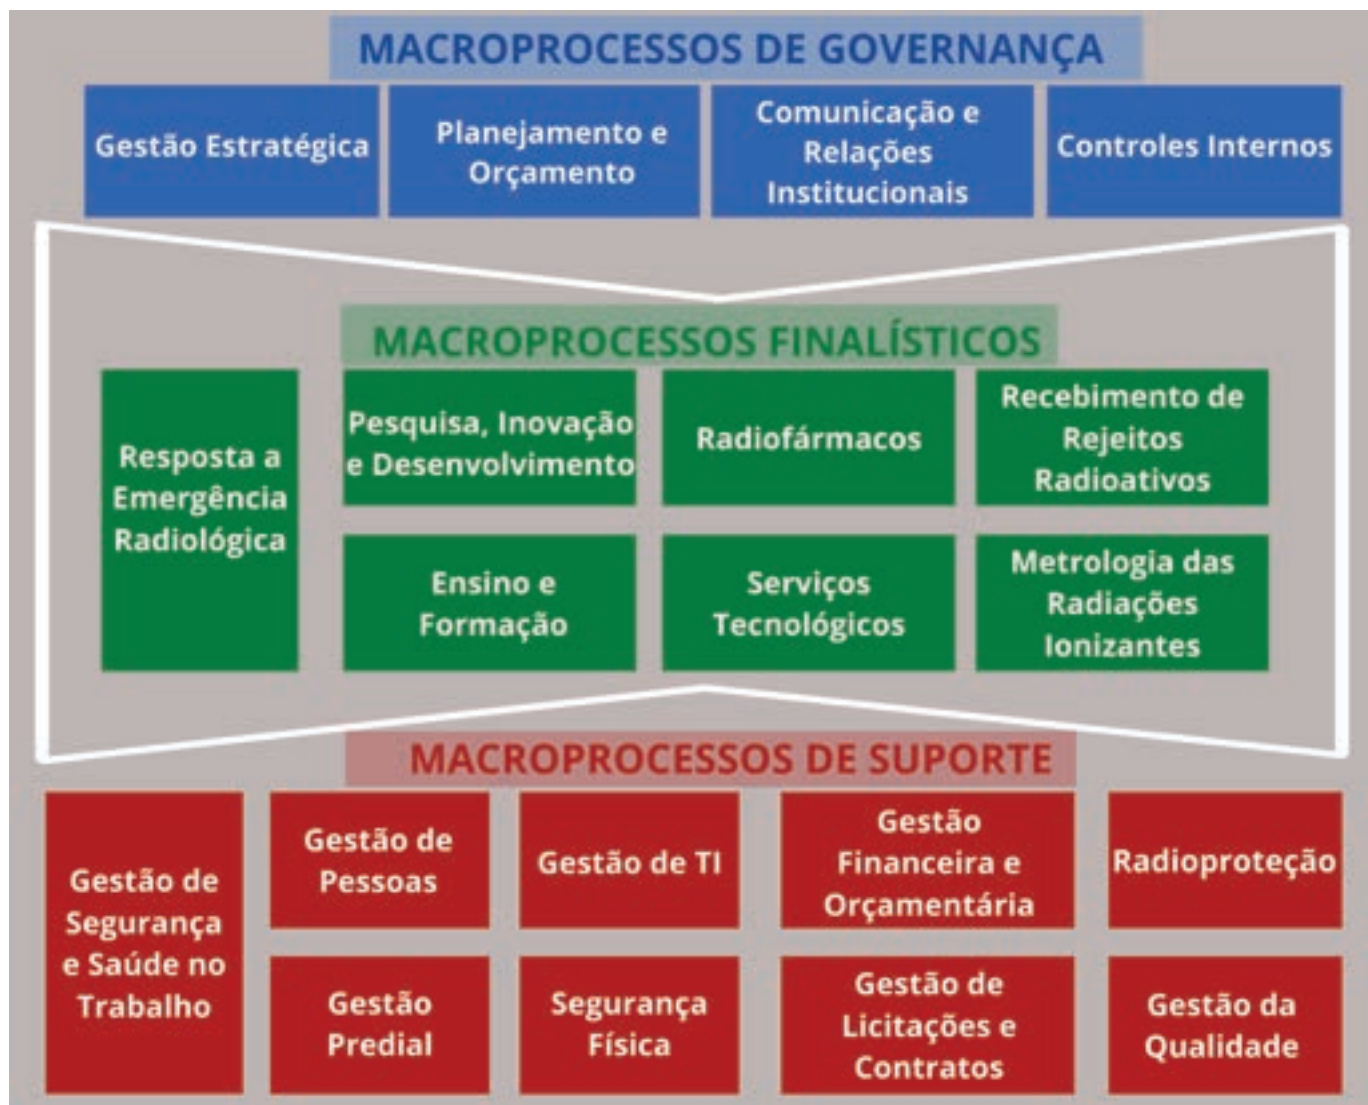 MACROPROCESSOS DE GOVERNANÇA
Gestão Estratégica
Planejamento e
Orçamento
Comunicação e
Relações
Institucionais
Controles Internos
MACROPROCESSOS FINALÍSTICOS
Resposta a
Emergência
Radiológica
Pesquisa, Inovação
e Desenvolvimento
Radiofármacos
Recebimento de
Rejeitos
Radioativos
Ensino e
Formação
Serviços
Tecnológicos
Metrologia das
Radiações
Ionizantes
MACROPROCESSOS DE SUPORTE
Gestão de
Segurança
e Saúde no
Trabalho
Gestão de
Pessoas
Gestão de TI
Gestão
Financeira e
Orçamentária
Radioproteção
Gestão
Predial
Segurança
Física
Gestão de
Licitações e
Contratos
Gestão da
Qualidade